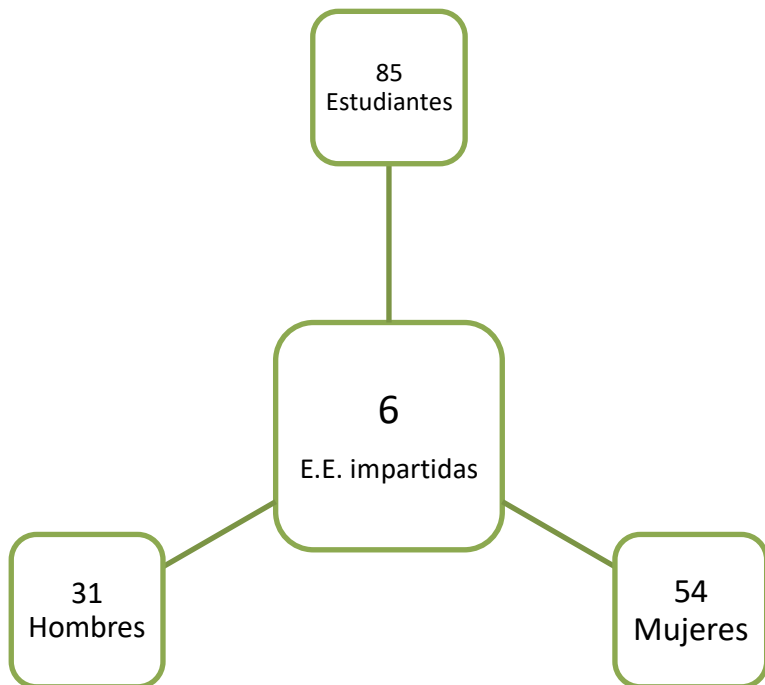 85
Estudiantes
6
E.E. impartidas
31
Hombres
54
Mujeres